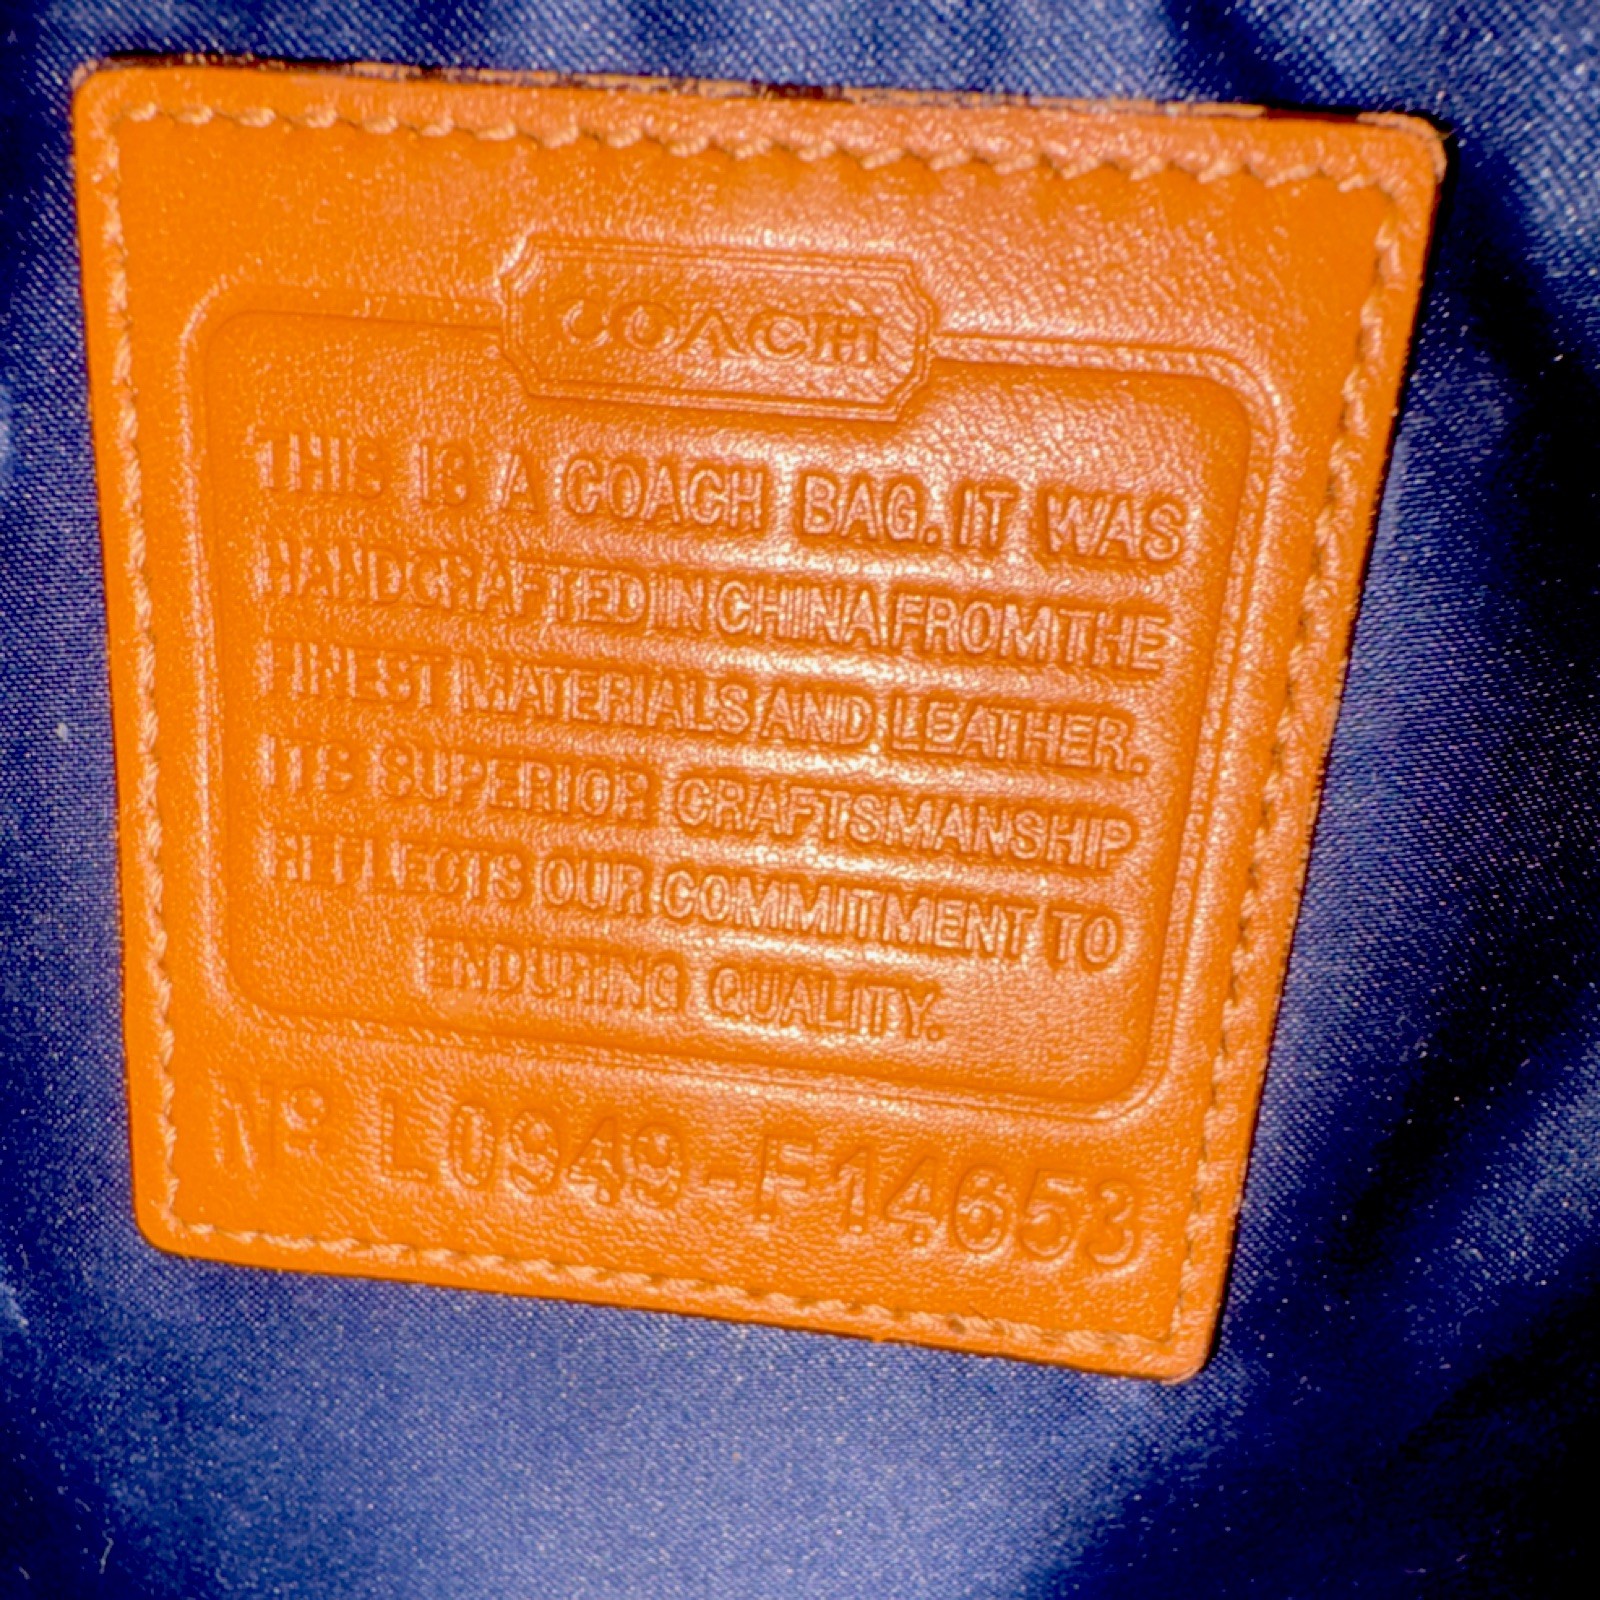 COACH
THIS IS A COACH BAG. IT WAS
HANDCRAFTED IN CHINA FROM THE
FINEST MATERIALS AND LEATHER.
ITS SUPERIOR CRAFTSMANSHIP
REFLECTS OUR COMMITMENT TO
ENDURING QUALITY.
Nº L0949-F14653